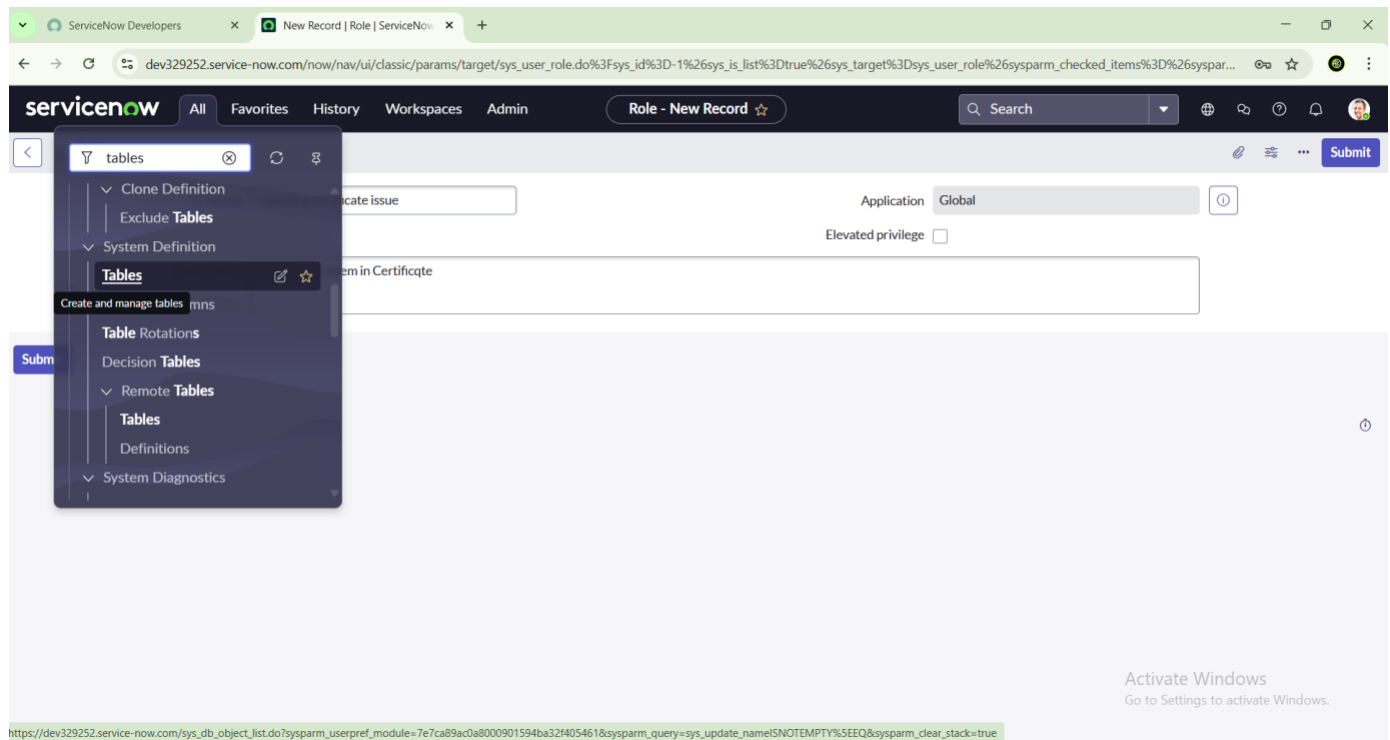 ServiceNow Developers
New Record | Role | ServiceNow
dev329252.service-now.com/now/nav/ui/classic/params/target/sys_user_role.do%3Fsys_id%3D-1%26sys_is_list%3Dtrue%26sys_target%3Dsys_user_role%26sysparm_checked_items%3D%26syspar...
servicenow All Favorites History Workspaces Admin Role - New Record Search
tables
Submit
Clone Definition
icate issue
Application Global
Exclude Tables
Elevated privilege
System Definition
Tables
em in Certificqte
Create and manage tables
mns
Table Rotations
Subm
Decision Tables
Remote Tables
Tables
Definitions
System Diagnostics
Activate Windows
Go to Settings to activate Windows.
https://dev329252.service-now.com/sys_db_object_list.do?sysparm_userpref_module=7e7ca89ac0a8000901594ba32f405461&sysparm_query=sys_update_nameISNOTEMPTY%5EEQ&sysparm_clear_stack=true